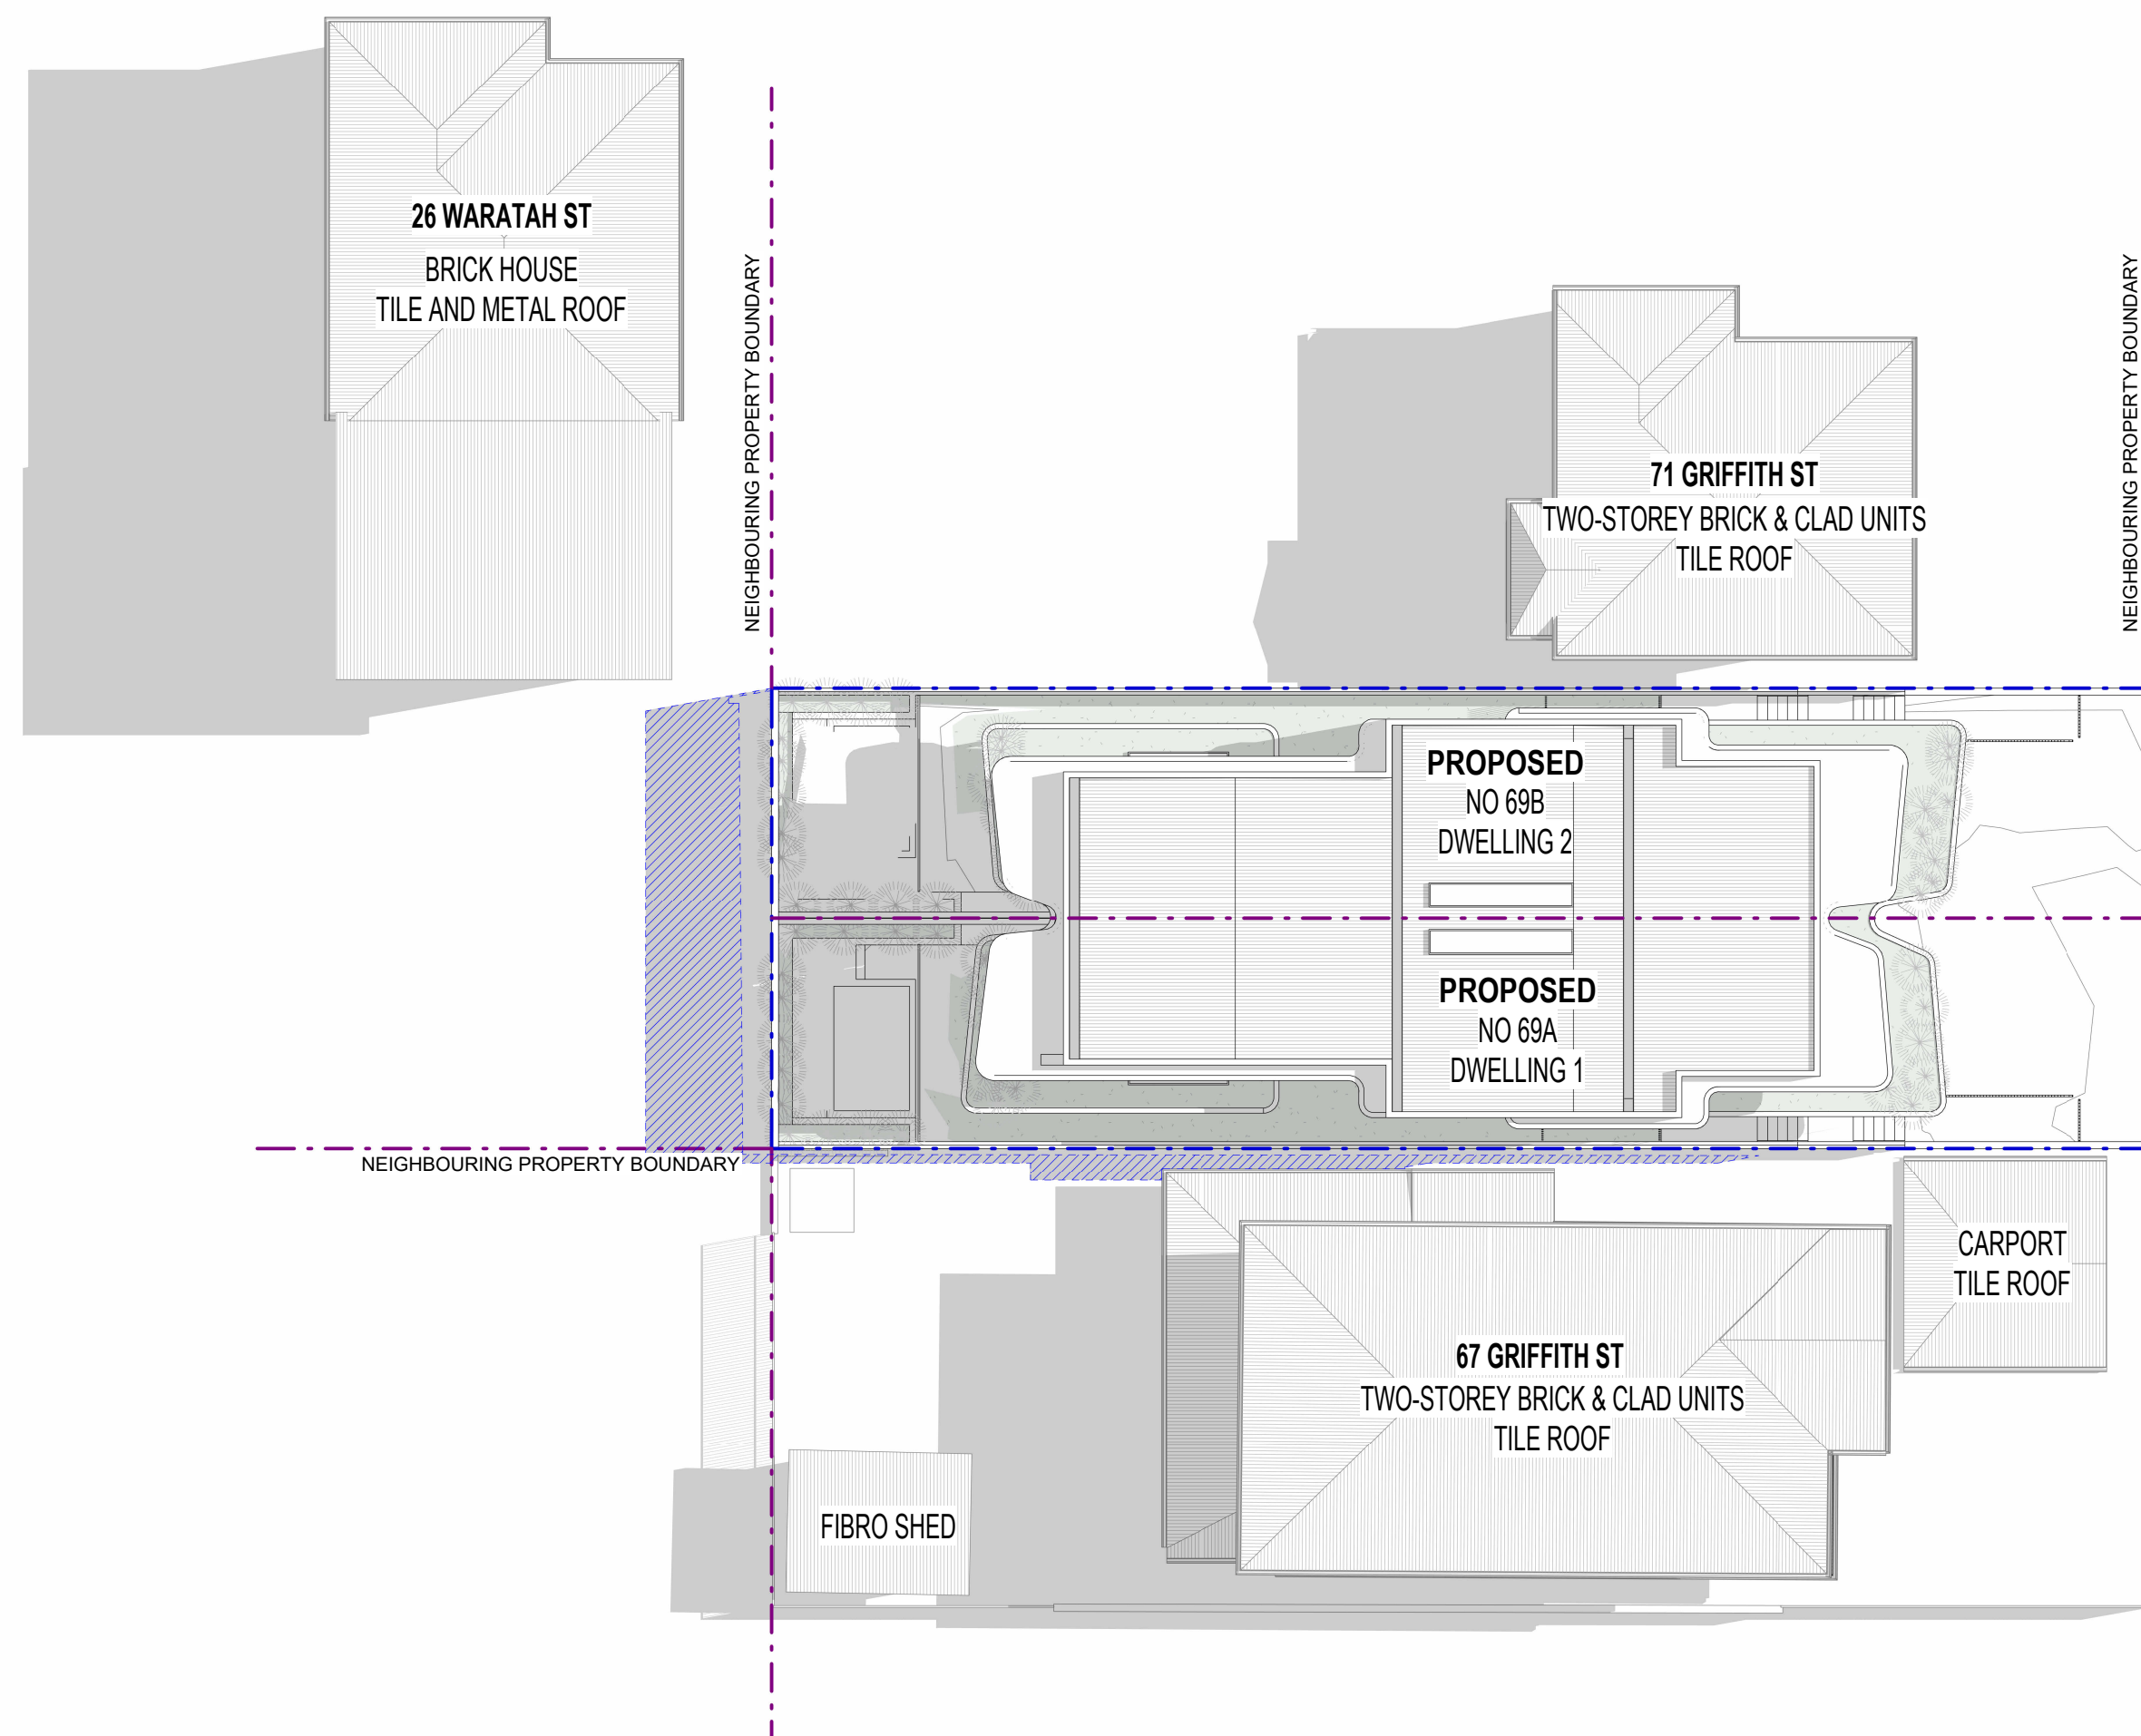 26 WARATAH ST
BRICK HOUSE
TILE AND METAL ROOF
NEIGHBOURING PROPERTY BOUNDARY
NEIGHBOURING PROPERTY BOUNDARY
71 GRIFFITH ST
TWO-STOREY BRICK & CLAD UNITS
TILE ROOF
PROPOSED
NO 69B
DWELLING 2
PROPOSED
NO 69A
DWELLING 1
NEIGHBOURING PROPERTY BOUNDARY
CARPORT
TILE ROOF
67 GRIFFITH ST
TWO-STOREY BRICK & CLAD UNITS
TILE ROOF
FIBRO SHED